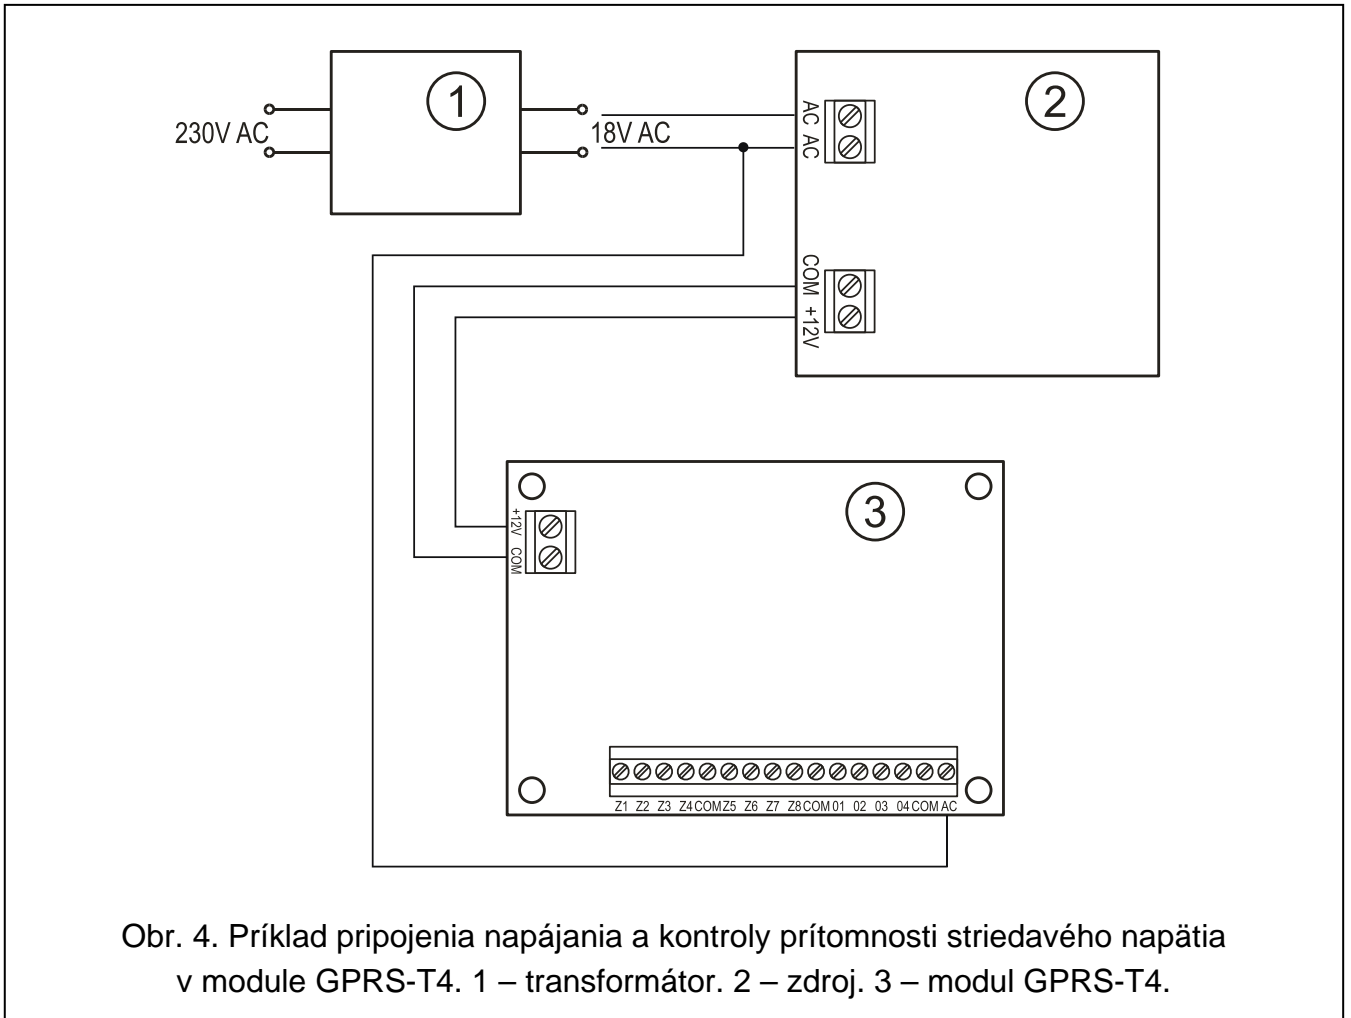 1
2
230V AC
18V AC
AC AC
COM +12V
3
+12V COM
Z1 Z2 Z3 Z4 COM Z5 Z6 Z7 Z8 COM 01 02 03 04 COM AC
Obr. 4. Príklad pripojenia napájania a kontroly prítomnosti striedavého napätia
v module GPRS-T4. 1 – transformátor. 2 – zdroj. 3 – modul GPRS-T4.